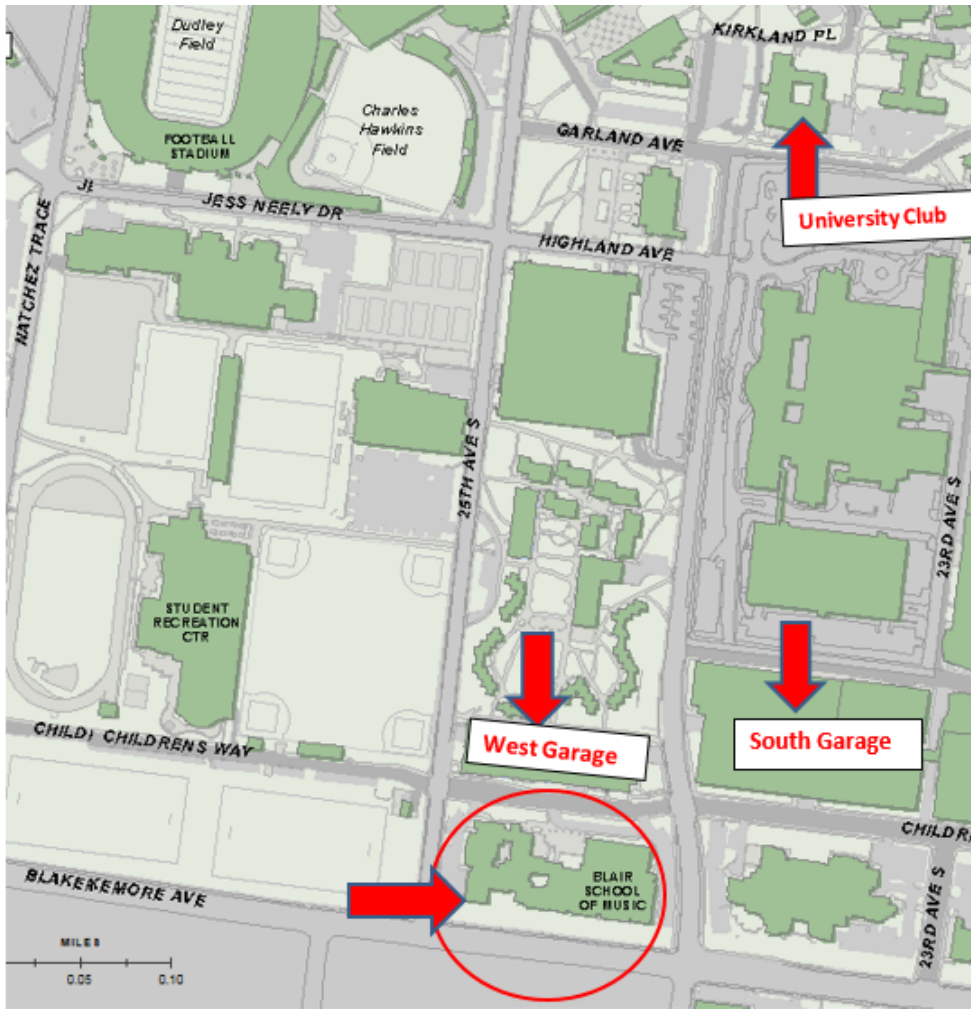 Dudley
Field
KIRKLAND PL
Charles
Hawkins
Field
GARLAND AVE
FOOTBALL
STADIUM
JE
JESS NEELY DR
University Club
HIGHLAND AVE
NATCHEZ TRACE
25TH AVE S
23RD AVE S
STUDENT
RECREATION
CTR
CHILD CHILDRENS WAY
West Garage
South Garage
CHILDRE
BLAIR
SCHOOL
OF MUSIC
BLAKEKEMORE AVE
23RD AVE S
MILES
0.05
0.10